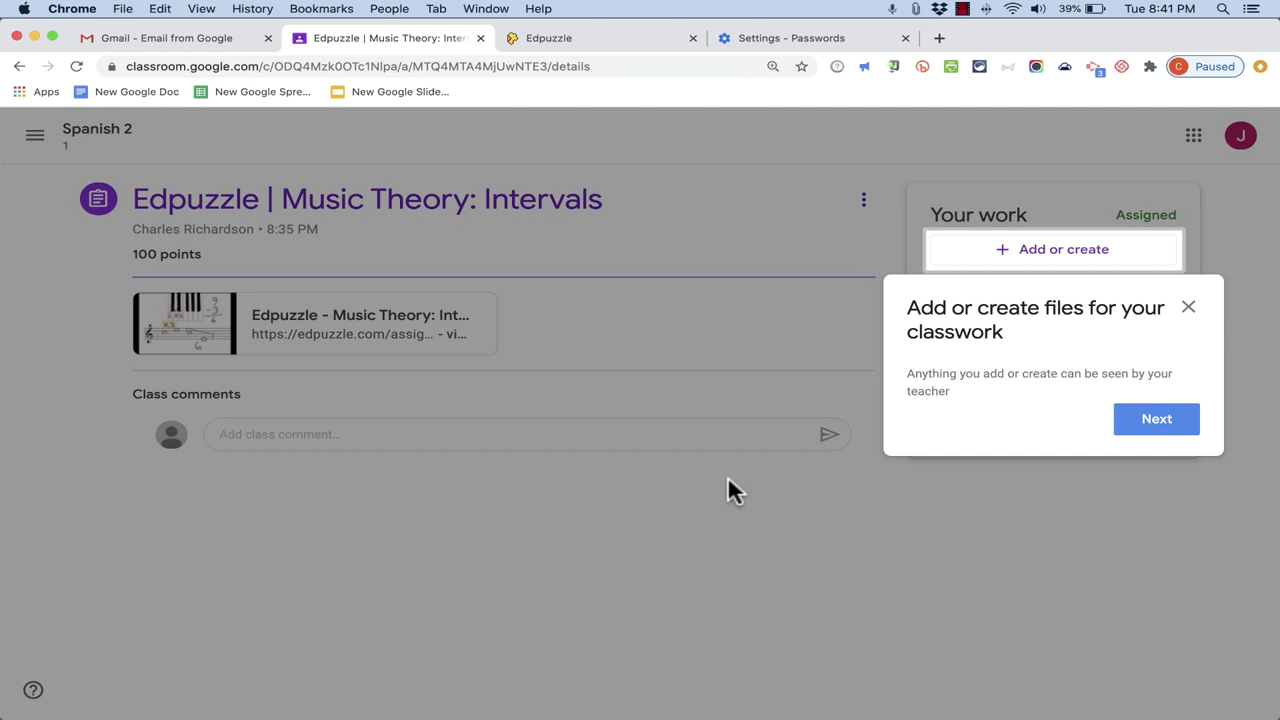 Chrome File Edit View History Bookmarks People Tab Window Help 39% Tue 8:41 PM
Gmail - Email from Google Edpuzzle | Music Theory: Inter Edpuzzle Settings - Passwords
classroom.google.com/c/ODQ4Mzk0OTc1Nlpa/a/MTQ4MTA4MjUwNTE3/details 3 C Paused
Apps New Google Doc New Google Spre... New Google Slide...
Spanish 2
1
J
Edpuzzle | Music Theory: Intervals
Charles Richardson • 8:35 PM
100 points
Edpuzzle - Music Theory: Int...
https://edpuzzle.com/assig... - vi...
Class comments
Add class comment...
Your work Assigned
+ Add or create
Add or create files for your
classwork
Anything you add or create can be seen by your
teacher
Next